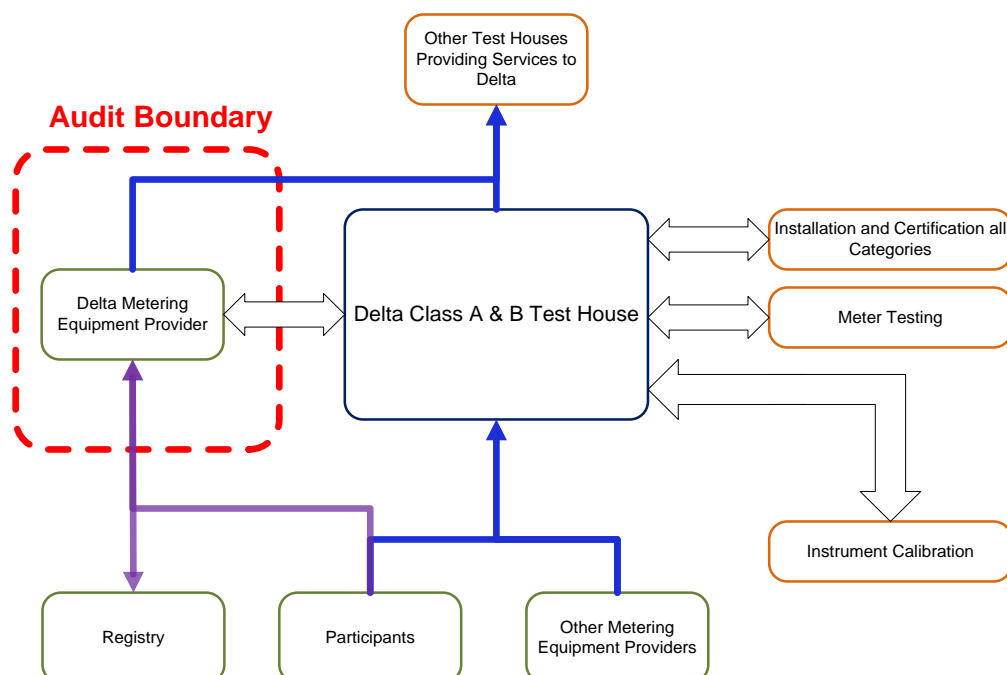 Other Test Houses
Providing Services to
Delta
Audit Boundary
Installation and Certification all
Categories
Delta Metering
Equipment Provider
Delta Class A & B Test House
Meter Testing
Instrument Calibration
Registry
Participants
Other Metering
Equipment Providers